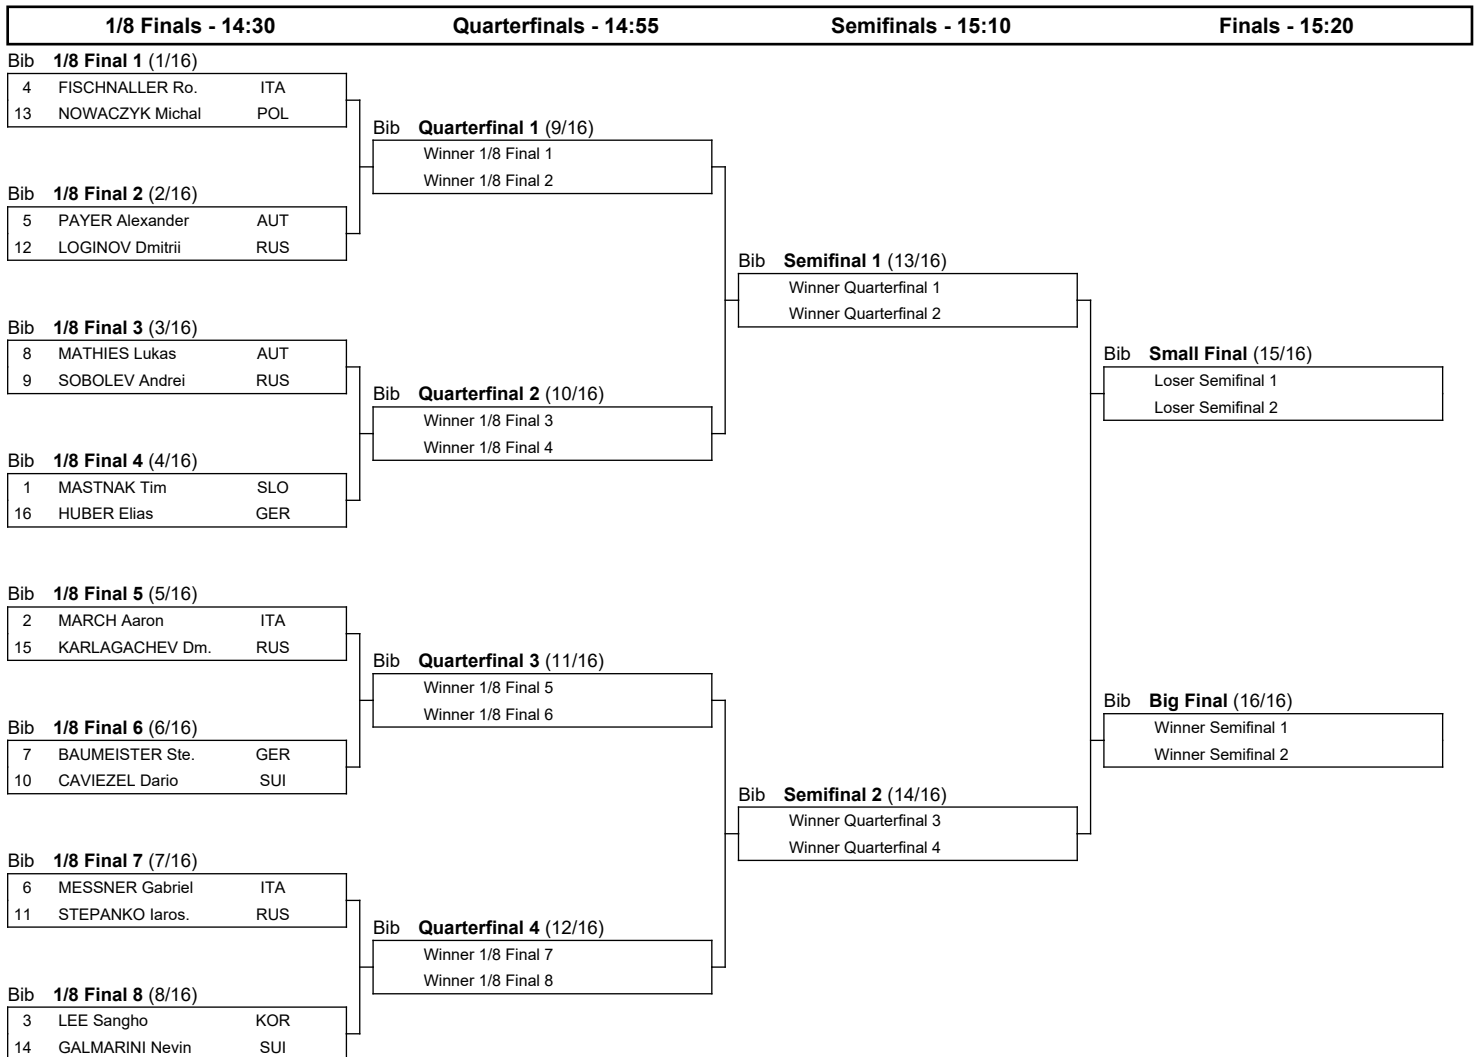 1/8 Finals - 14:30 Quarterfinals - 14:55 Semifinals - 15:10 Finals - 15:20
Bib 1/8 Final 1 (1/16)
4 FISCHNALLER Ro. ITA
13 NOWACZYK Michal POL
Bib 1/8 Final 2 (2/16)
5 PAYER Alexander AUT
12 LOGINOV Dmitrii RUS
Bib 1/8 Final 3 (3/16)
8 MATHIES Lukas AUT
9 SOBOLEV Andrei RUS
Bib 1/8 Final 4 (4/16)
1 MASTNAK Tim SLO
16 HUBER Elias GER
Bib 1/8 Final 5 (5/16)
2 MARCH Aaron ITA
15 KARLAGACHEV Dm. RUS
Bib 1/8 Final 6 (6/16)
7 BAUMEISTER Ste. GER
10 CAVIEZEL Dario SUI
Bib 1/8 Final 7 (7/16)
6 MESSNER Gabriel ITA
11 STEPANKO Iaros. RUS
Bib 1/8 Final 8 (8/16)
3 LEE Sangho KOR
14 GALMARINI Nevin SUI
Bib Quarterfinal 1 (9/16)
Winner 1/8 Final 1
Winner 1/8 Final 2
Bib Quarterfinal 2 (10/16)
Winner 1/8 Final 3
Winner 1/8 Final 4
Bib Quarterfinal 3 (11/16)
Winner 1/8 Final 5
Winner 1/8 Final 6
Bib Quarterfinal 4 (12/16)
Winner 1/8 Final 7
Winner 1/8 Final 8
Bib Semifinal 1 (13/16)
Winner Quarterfinal 1
Winner Quarterfinal 2
Bib Semifinal 2 (14/16)
Winner Quarterfinal 3
Winner Quarterfinal 4
Bib Small Final (15/16)
Loser Semifinal 1
Loser Semifinal 2
Bib Big Final (16/16)
Winner Semifinal 1
Winner Semifinal 2